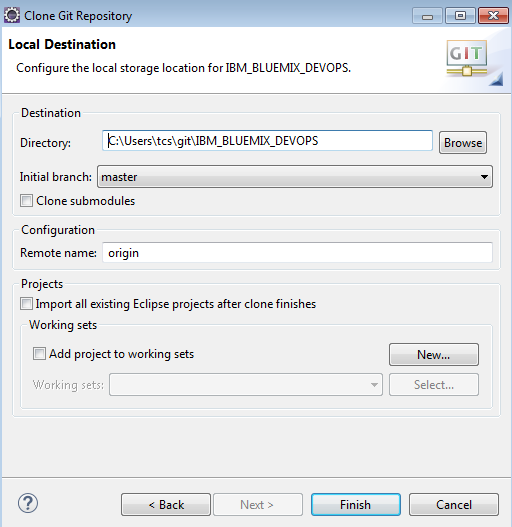 Clone Git Repository
Local Destination
Configure the local storage location for IBM_BLUEMIX_DEVOPS.
GIT
Destination
Directory: C:\Users\tcs\git\IBM_BLUEMIX_DEVOPS Browse
Initial branch: master
Clone submodules
Configuration
Remote name: origin
Projects
Import all existing Eclipse projects after clone finishes
Working sets
Add project to working sets New...
Working sets: Select...
? < Back Next > Finish Cancel